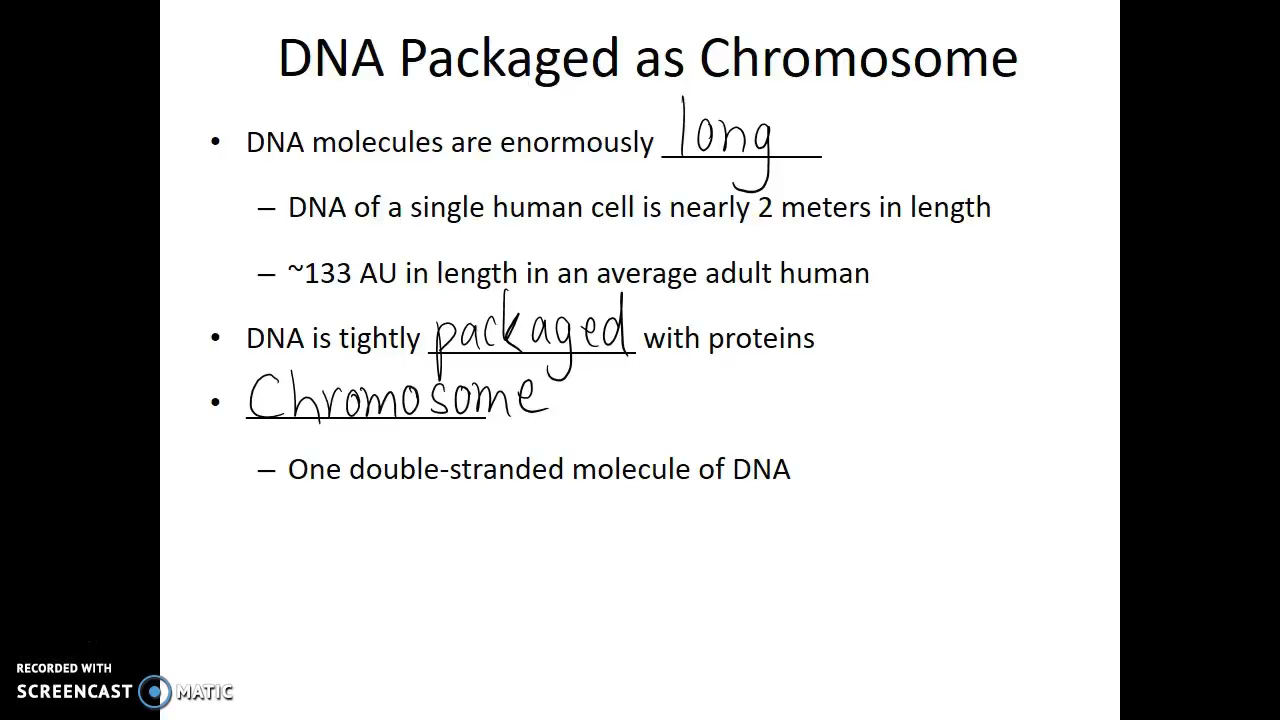 DNA Packaged as Chromosome
• DNA molecules are enormously long
– DNA of a single human cell is nearly 2 meters in length
– ~133 AU in length in an average adult human
• DNA is tightly packaged with proteins
• Chromosome
– One double-stranded molecule of DNA
RECORDED WITH
SCREENCAST MATIC